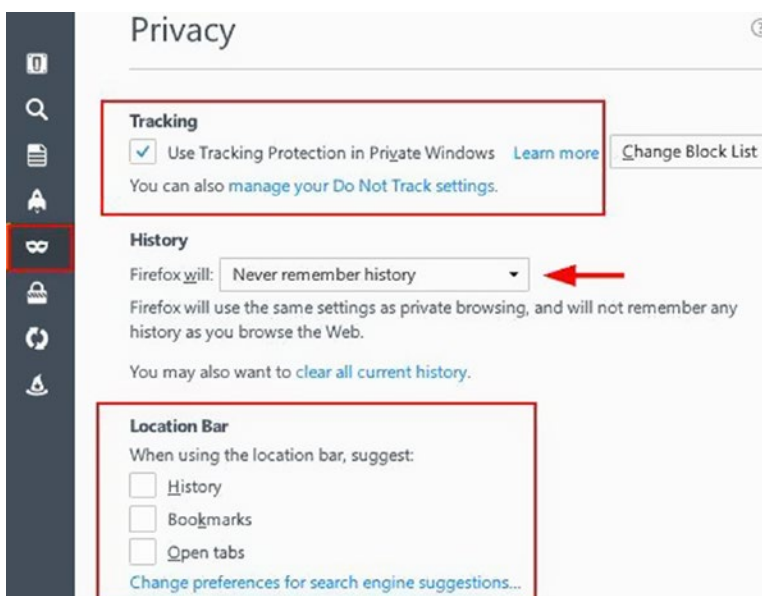 Privacy
Tracking
Use Tracking Protection in Private Windows Learn more Change Block List
You can also manage your Do Not Track settings.
History
Firefox will: Never remember history
Firefox will use the same settings as private browsing, and will not remember any
history as you browse the Web.
You may also want to clear all current history.
Location Bar
When using the location bar, suggest:
History
Bookmarks
Open tabs
Change preferences for search engine suggestions...